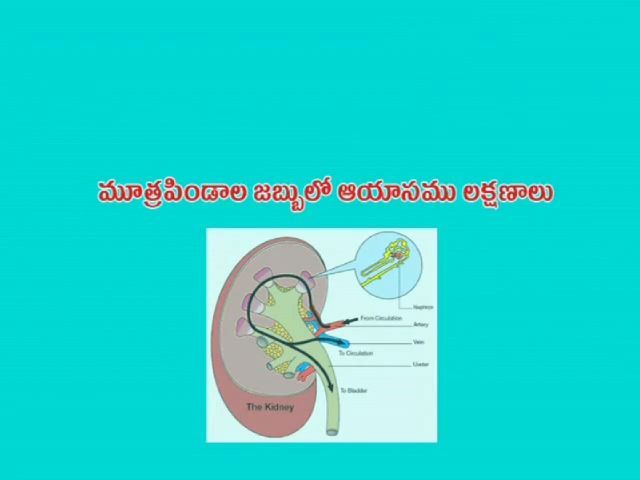 మూత్రపిండాల జబ్బులో ఆయాసము లక్షణాలు
Nephron
From Circulation
Artery
Vein
To Circulation
Ureter
To Bladder
The Kidney